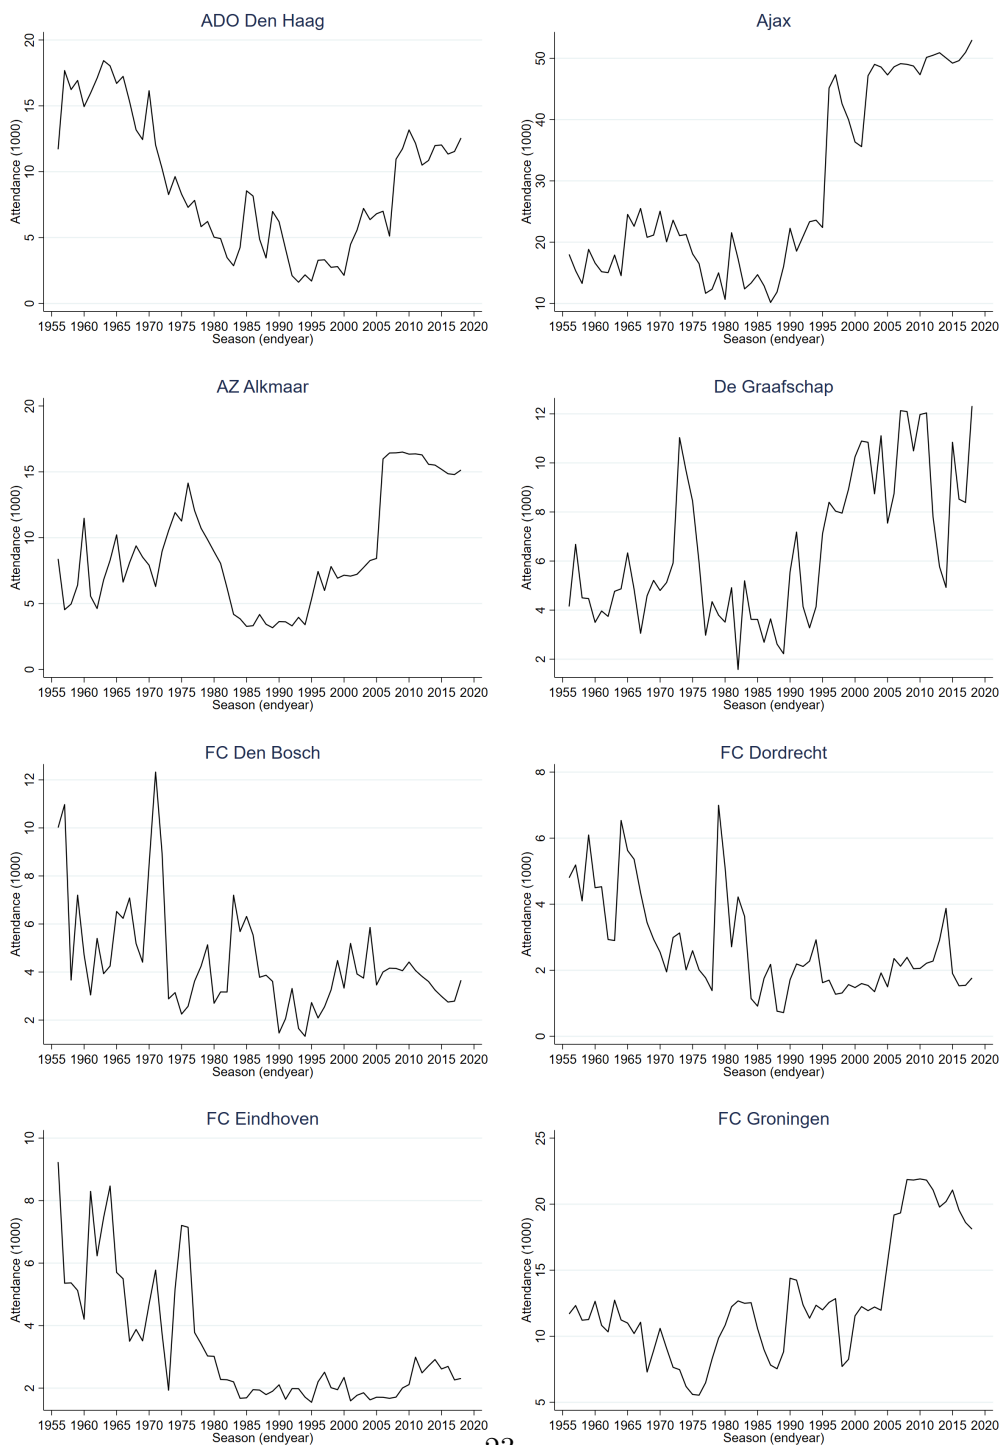 ADO Den Haag
Attendance (1000)
20
15
10
5
0
1955 1960 1965 1970 1975 1980 1985 1990 1995 2000 2005 2010 2015 2020
Season (endyear)
Ajax
Attendance (1000)
50
40
30
20
10
1955 1960 1965 1970 1975 1980 1985 1990 1995 2000 2005 2010 2015 2020
Season (endyear)
AZ Alkmaar
Attendance (1000)
20
15
10
5
0
1955 1960 1965 1970 1975 1980 1985 1990 1995 2000 2005 2010 2015 2020
Season (endyear)
De Graafschap
Attendance (1000)
12
10
8
6
4
2
1955 1960 1965 1970 1975 1980 1985 1990 1995 2000 2005 2010 2015 2020
Season (endyear)
FC Den Bosch
Attendance (1000)
12
10
8
6
4
2
1955 1960 1965 1970 1975 1980 1985 1990 1995 2000 2005 2010 2015 2020
Season (endyear)
FC Dordrecht
Attendance (1000)
8
6
4
2
0
1955 1960 1965 1970 1975 1980 1985 1990 1995 2000 2005 2010 2015 2020
Season (endyear)
FC Eindhoven
Attendance (1000)
10
8
6
4
2
1955 1960 1965 1970 1975 1980 1985 1990 1995 2000 2005 2010 2015 2020
Season (endyear)
FC Groningen
Attendance (1000)
25
20
15
10
5
1955 1960 1965 1970 1975 1980 1985 1990 1995 2000 2005 2010 2015 2020
Season (endyear)